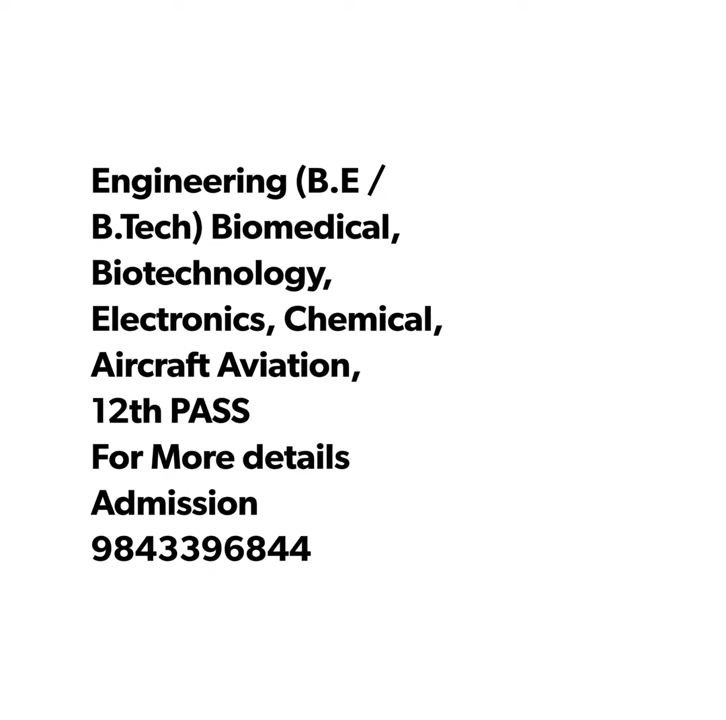 Engineering (B.E /
B.Tech) Biomedical,
Biotechnology,
Electronics, Chemical,
Aircraft Aviation,
12th PASS
For More details
Admission
9843396844